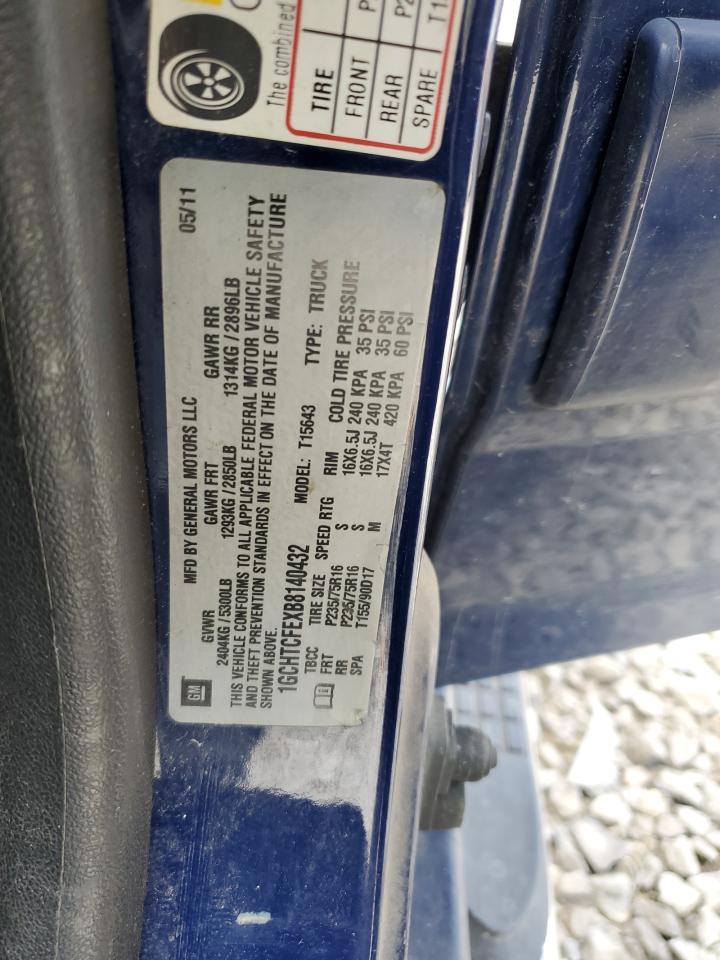 The combined
TIRE
FRONT P
REAR P2
SPARE T1
MFD BY GENERAL MOTORS LLC 05/11
GVWR GAWR FRT GAWR RR
2404KG / 5300LB 1293KG / 2850LB 1314KG / 2896LB
THIS VEHICLE CONFORMS TO ALL APPLICABLE FEDERAL MOTOR VEHICLE SAFETY
AND THEFT PREVENTION STANDARDS IN EFFECT ON THE DATE OF MANUFACTURE
SHOWN ABOVE.
GM
1GCHTCFEXB8140432 MODEL: T15643 TYPE: TRUCK
TBCC TIRE SIZE SPEED RTG RIM COLD TIRE PRESSURE
FRT P235/75R16 S 16X6.5J 240 KPA 35 PSI
RR P235/75R16 S 16X6.5J 240 KPA 35 PSI
SPA T155/90D17 M 17X4T 420 KPA 60 PSI